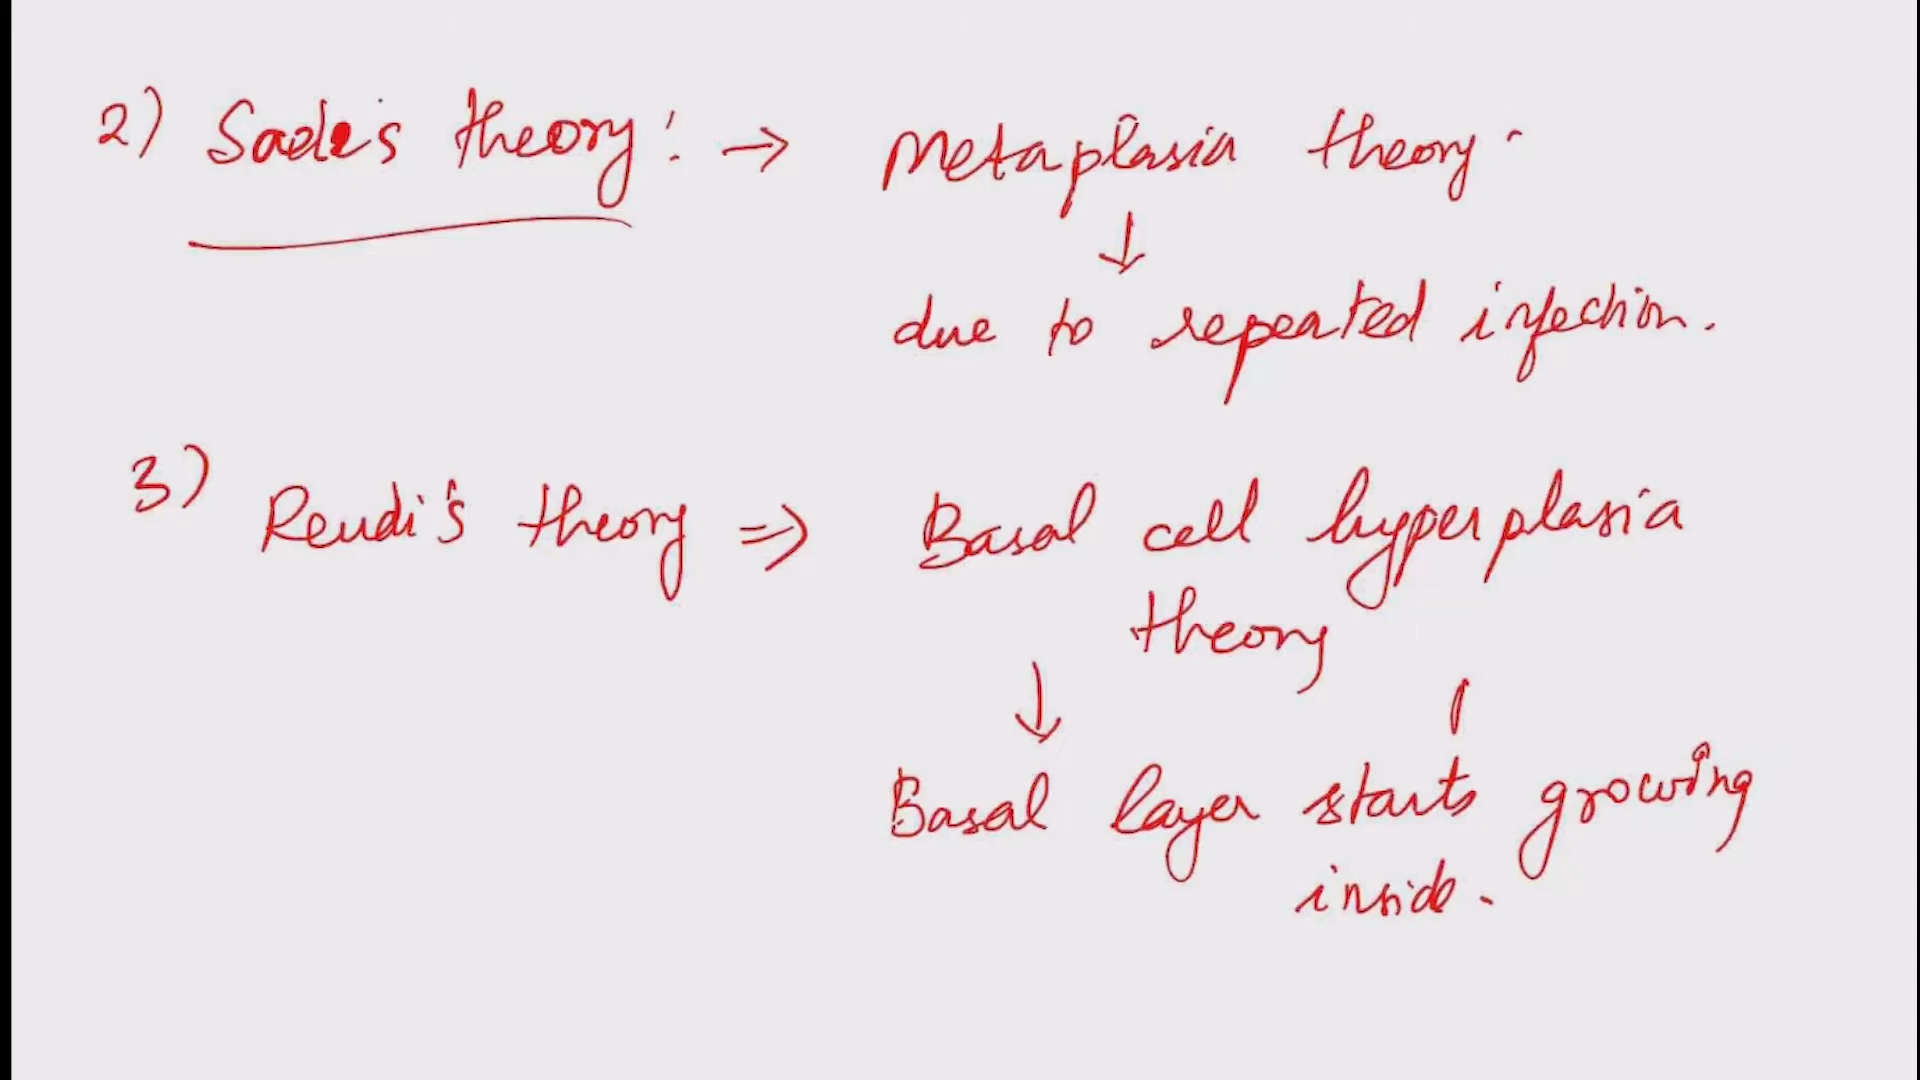 2) Sade's theory: → Metaplasia theory.
↓
due to repeated infection.
3) Reudi's theory ⇒ Basal cell hyperplasia
theory
↓
Basal layer starts growing
inside.